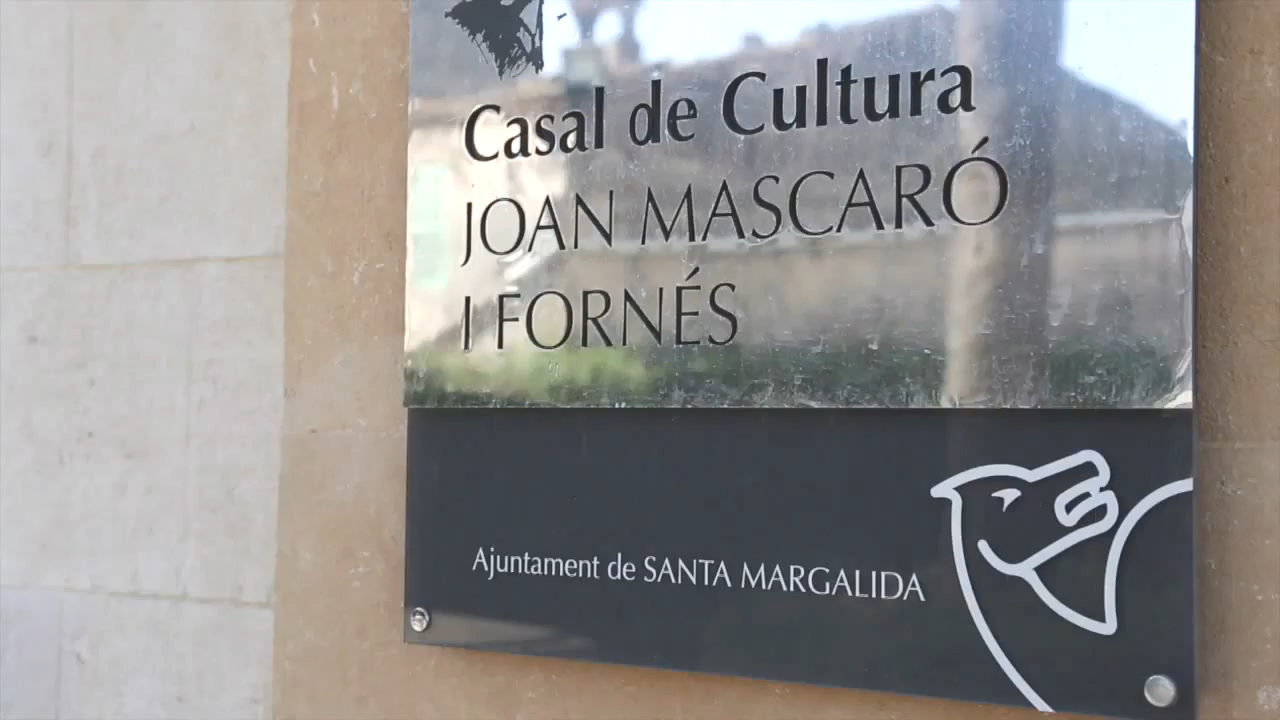 Casal de Cultura
JOAN MASCARÓ
I FORNÉS
Ajuntament de SANTA MARGALIDA